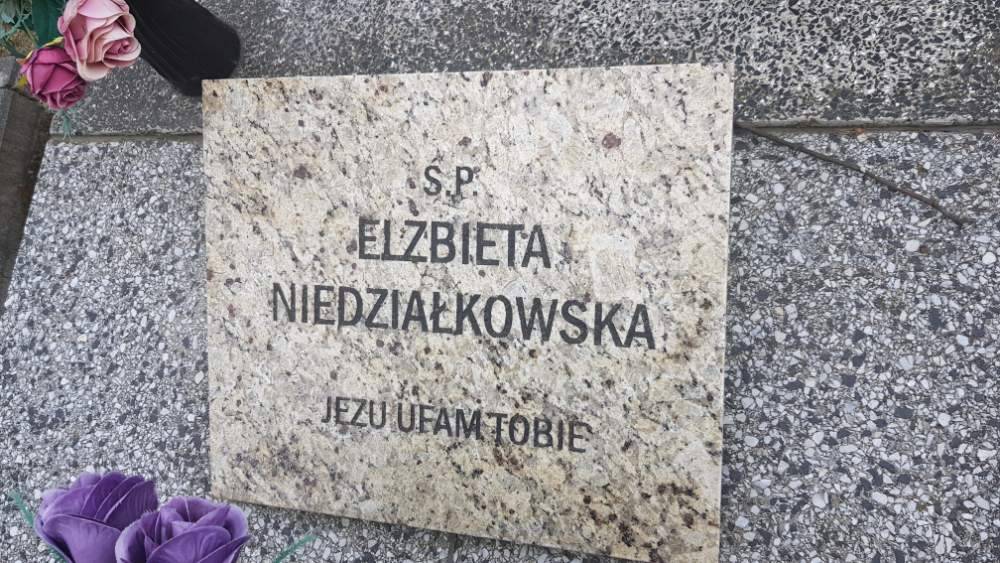 Ś.P.
ELŻBIETA
NIEDZIAŁKOWSKA
JEZU UFAM TOBIE